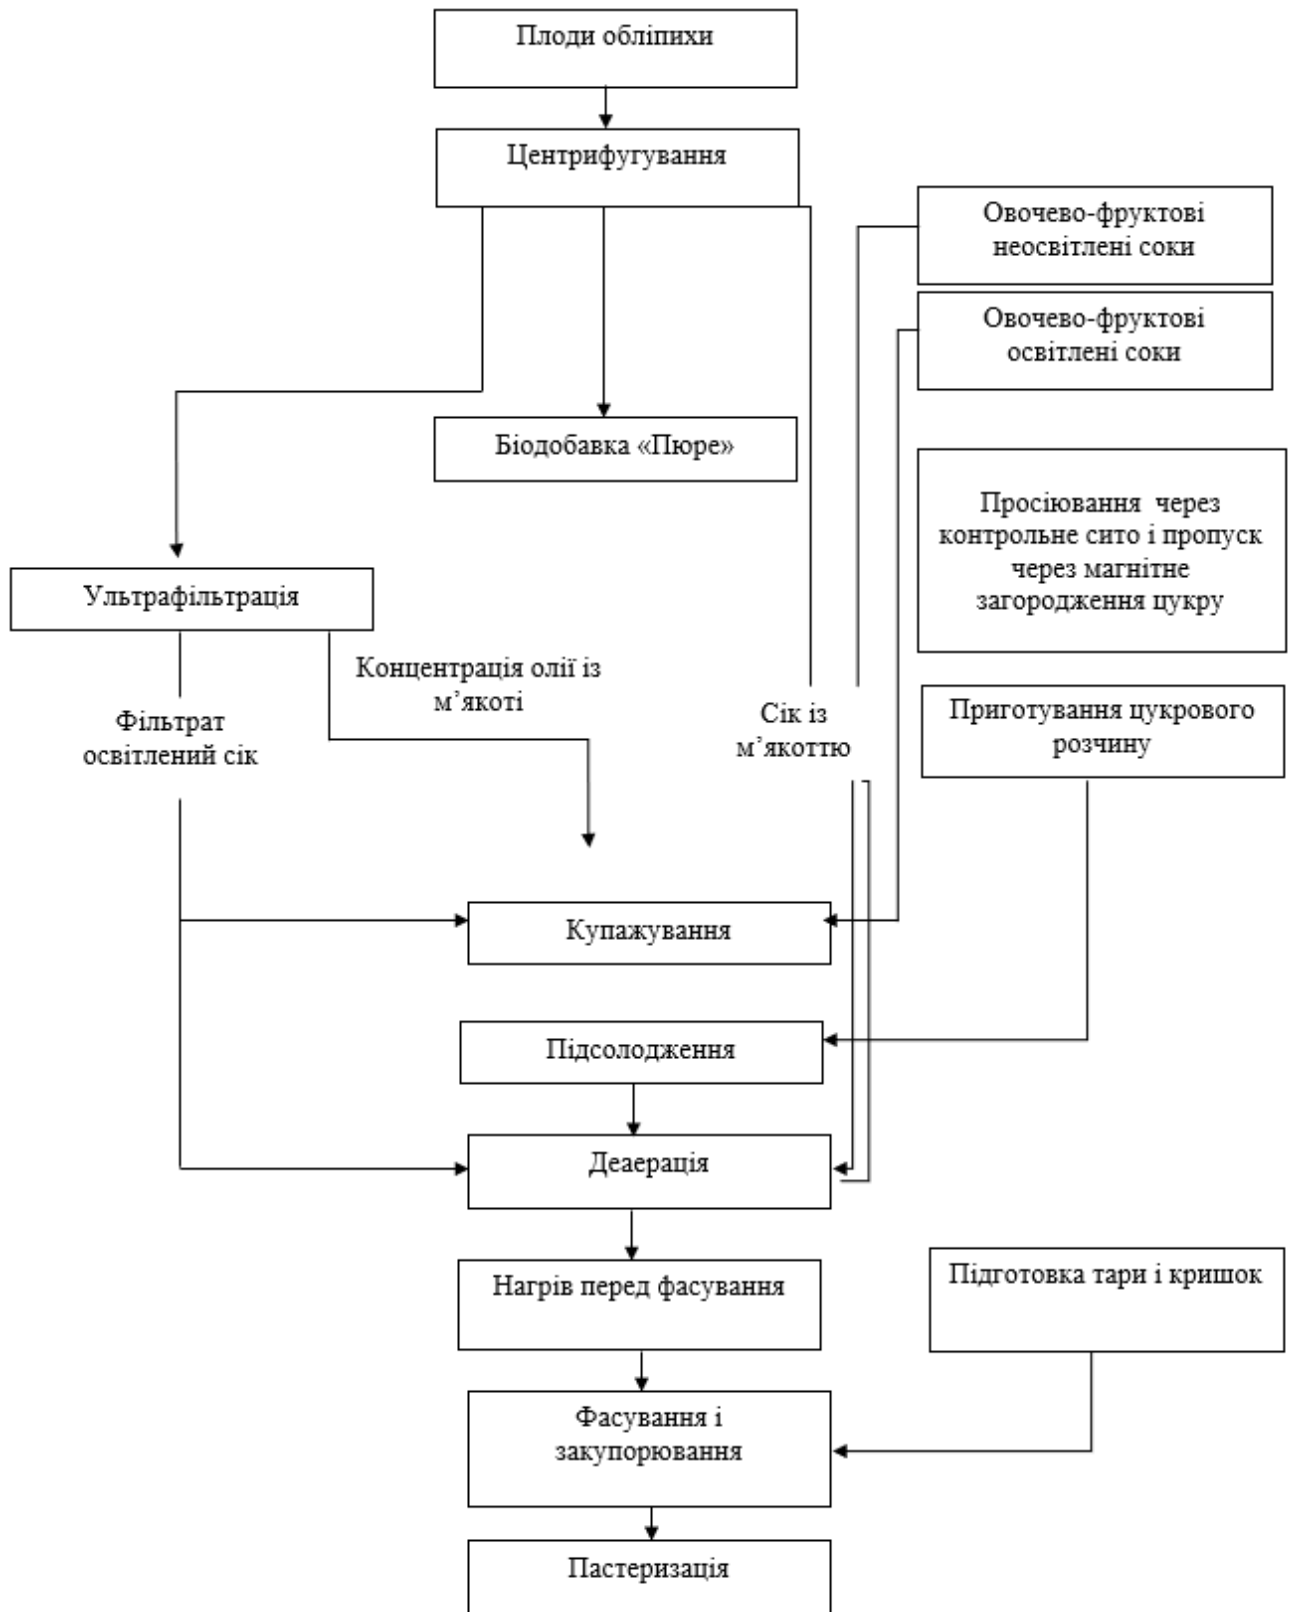 Плоди обліпихи
Центрифугування
Овочево-фруктові
неосвітлені соки
Овочево-фруктові
освітлені соки
Біодобавка «Пюре»
Просіювання через
контрольне сито і пропуск
через магнітне
загородження цукру
Ультрафільтрація
Концентрація олії із
м’якоті
Фільтрат
освітлений сік
Сік із
м’якоттю
Приготування цукрового
розчину
Купажування
Підсолодження
Деаерація
Нагрів перед фасування
Підготовка тари і кришок
Фасування і
закупорювання
Пастеризація